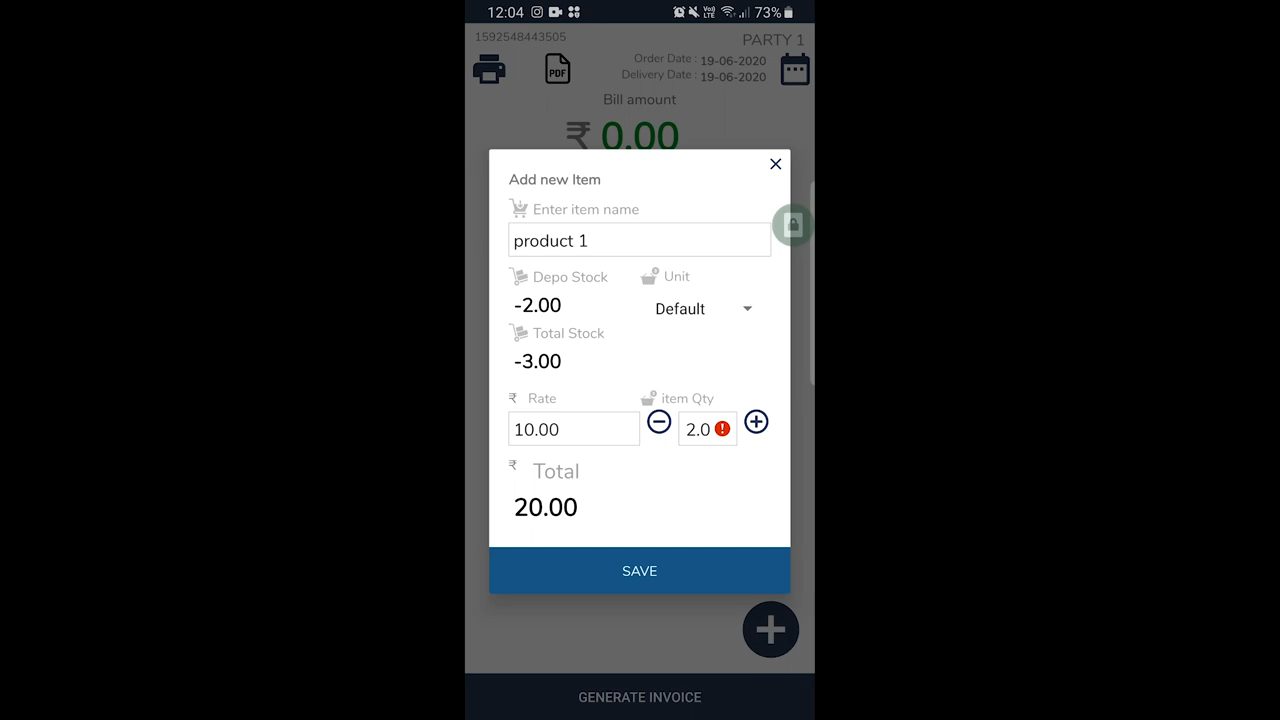 12:04 VoD LTE 73%
1592548443505
PARTY 1
PDF
Order Date : 19-06-2020
Delivery Date : 19-06-2020
Bill amount
₹ 0.00
Add new Item
Enter item name
product 1
Depo Stock Unit
-2.00 Default
Total Stock
-3.00
₹ Rate item Qty
10.00 2.0
₹ Total
20.00
SAVE
GENERATE INVOICE